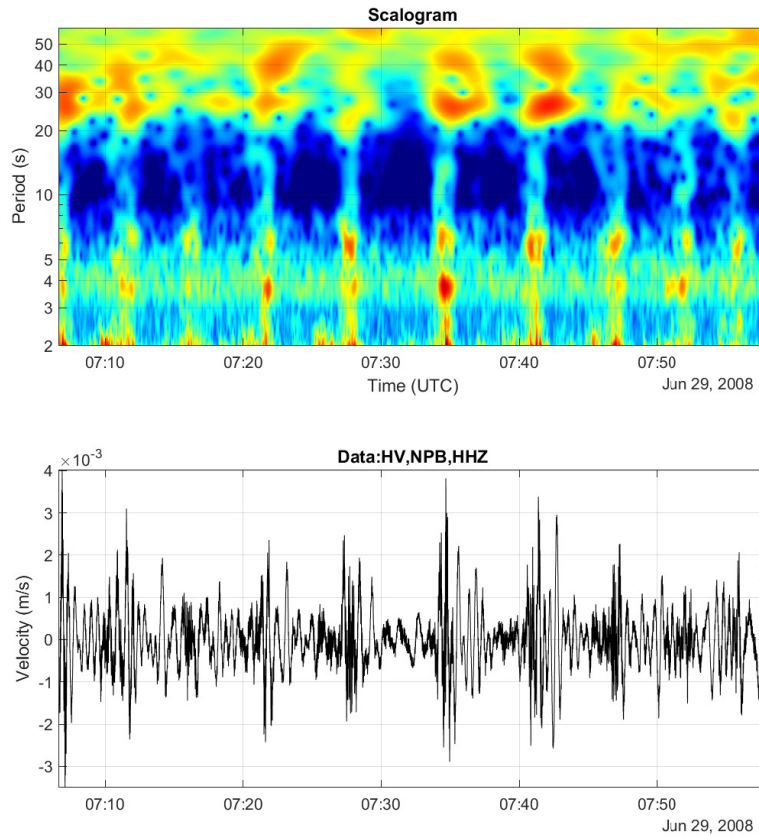 Scalogram
50
40
30
20
10
5
4
3
2
Period (s)
07:10 07:20 07:30 07:40 07:50
Time (UTC)
Jun 29, 2008
Data:HV,NPB,HHZ
×10⁻³
4
3
2
1
0
-1
-2
-3
Velocity (m/s)
07:10 07:20 07:30 07:40 07:50
Jun 29, 2008